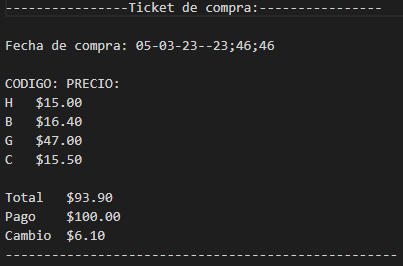 ----------------Ticket de compra:----------------
Fecha de compra: 05-03-23--23;46;46
CODIGO: PRECIO:
H   $15.00
B   $16.40
G   $47.00
C   $15.50
Total   $93.90
Pago    $100.00
Cambio  $6.10
---------------------------------------------------